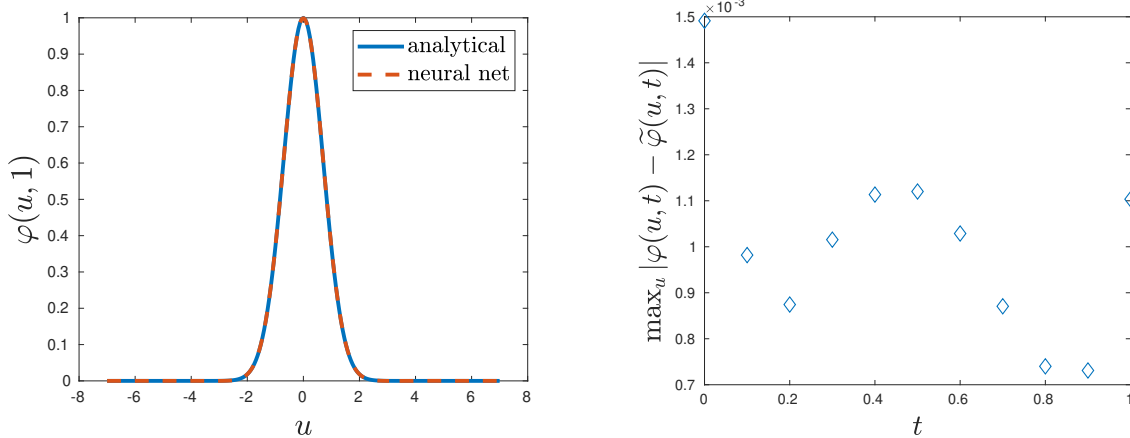 1
0.9
0.8
0.7
0.6
0.5
0.4
0.3
0.2
0.1
0
φ(u, 1)
analytical
neural net
-8 -6 -4 -2 0 2 4 6 8
u
×10⁻³
1.5
1.4
1.3
1.2
1.1
1
0.9
0.8
0.7
max_u |φ(u, t) − φ̃(u, t)|
0 0.2 0.4 0.6 0.8 1
t